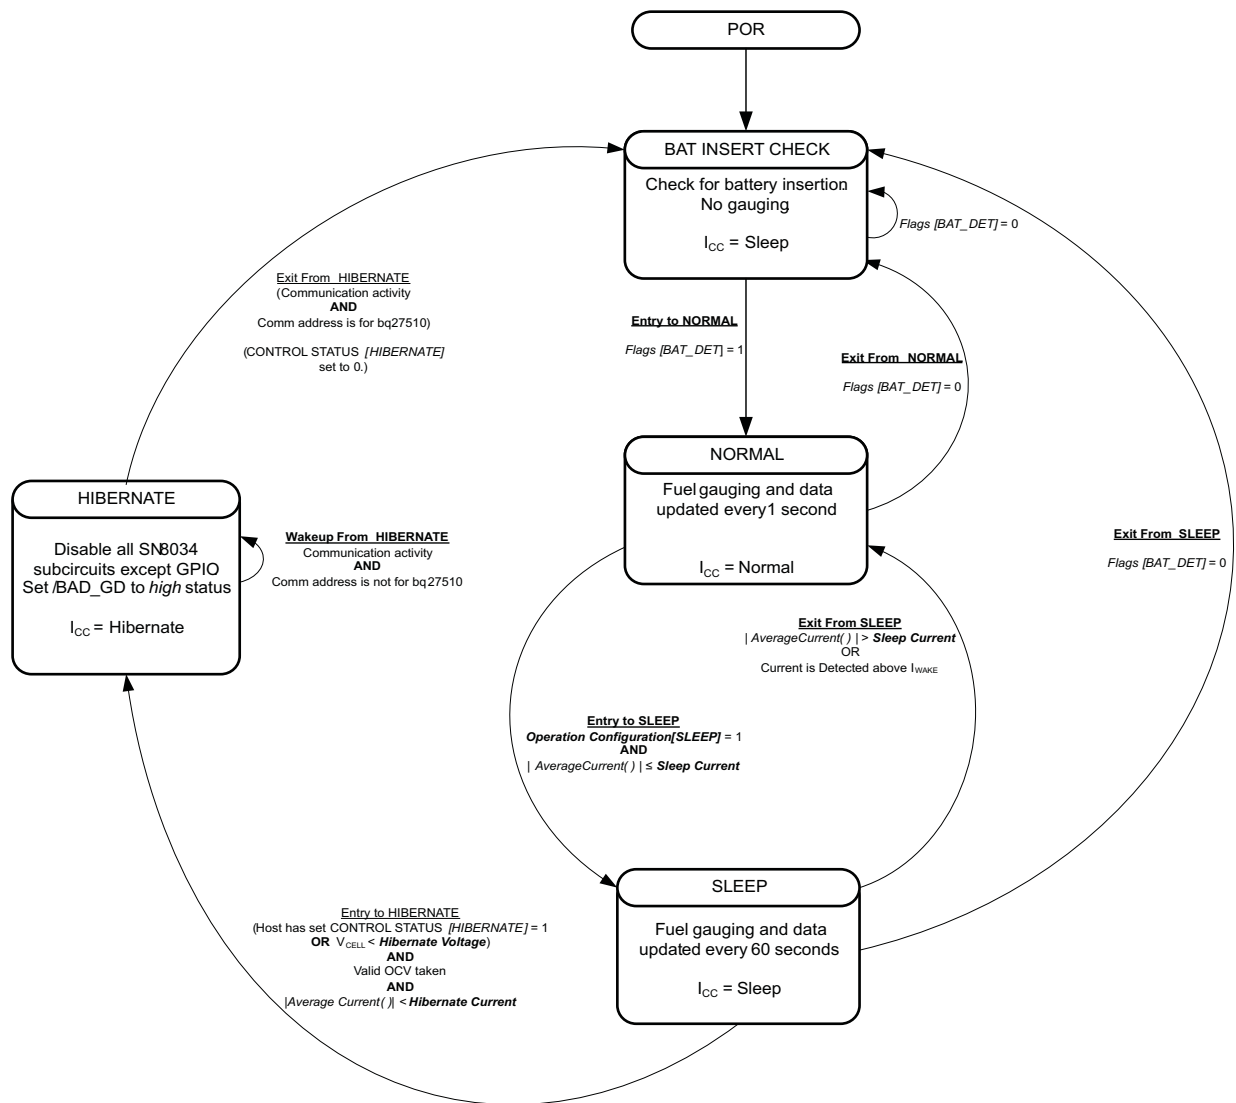 POR
BAT INSERT CHECK
Check for battery insertion.
No gauging.
I_CC = Sleep
Flags [BAT_DET] = 0
Exit From HIBERNATE
(Communication activity
AND
Comm address is for bq27510)
(CONTROL STATUS [HIBERNATE]
set to 0.)
Entry to NORMAL
Flags [BAT_DET] = 1
Exit From NORMAL
Flags [BAT_DET] = 0
NORMAL
Fuel gauging and data
updated every 1 second
I_CC = Normal
HIBERNATE
Disable all SN8034
subcircuits except GPIO
Set /BAD_GD to high status
I_CC = Hibernate
Wakeup From HIBERNATE
Communication activity
AND
Comm address is not for bq27510
Exit From SLEEP
Flags [BAT_DET] = 0
Exit From SLEEP
| AverageCurrent( ) | > Sleep Current
OR
Current is Detected above I_WAKE
Entry to SLEEP
Operation Configuration[SLEEP] = 1
AND
| AverageCurrent( ) | ≤ Sleep Current
SLEEP
Fuel gauging and data
updated every 60 seconds
I_CC = Sleep
Entry to HIBERNATE
(Host has set CONTROL STATUS [HIBERNATE] = 1
OR V_CELL < Hibernate Voltage)
AND
Valid OCV taken
AND
|Average Current( )| < Hibernate Current